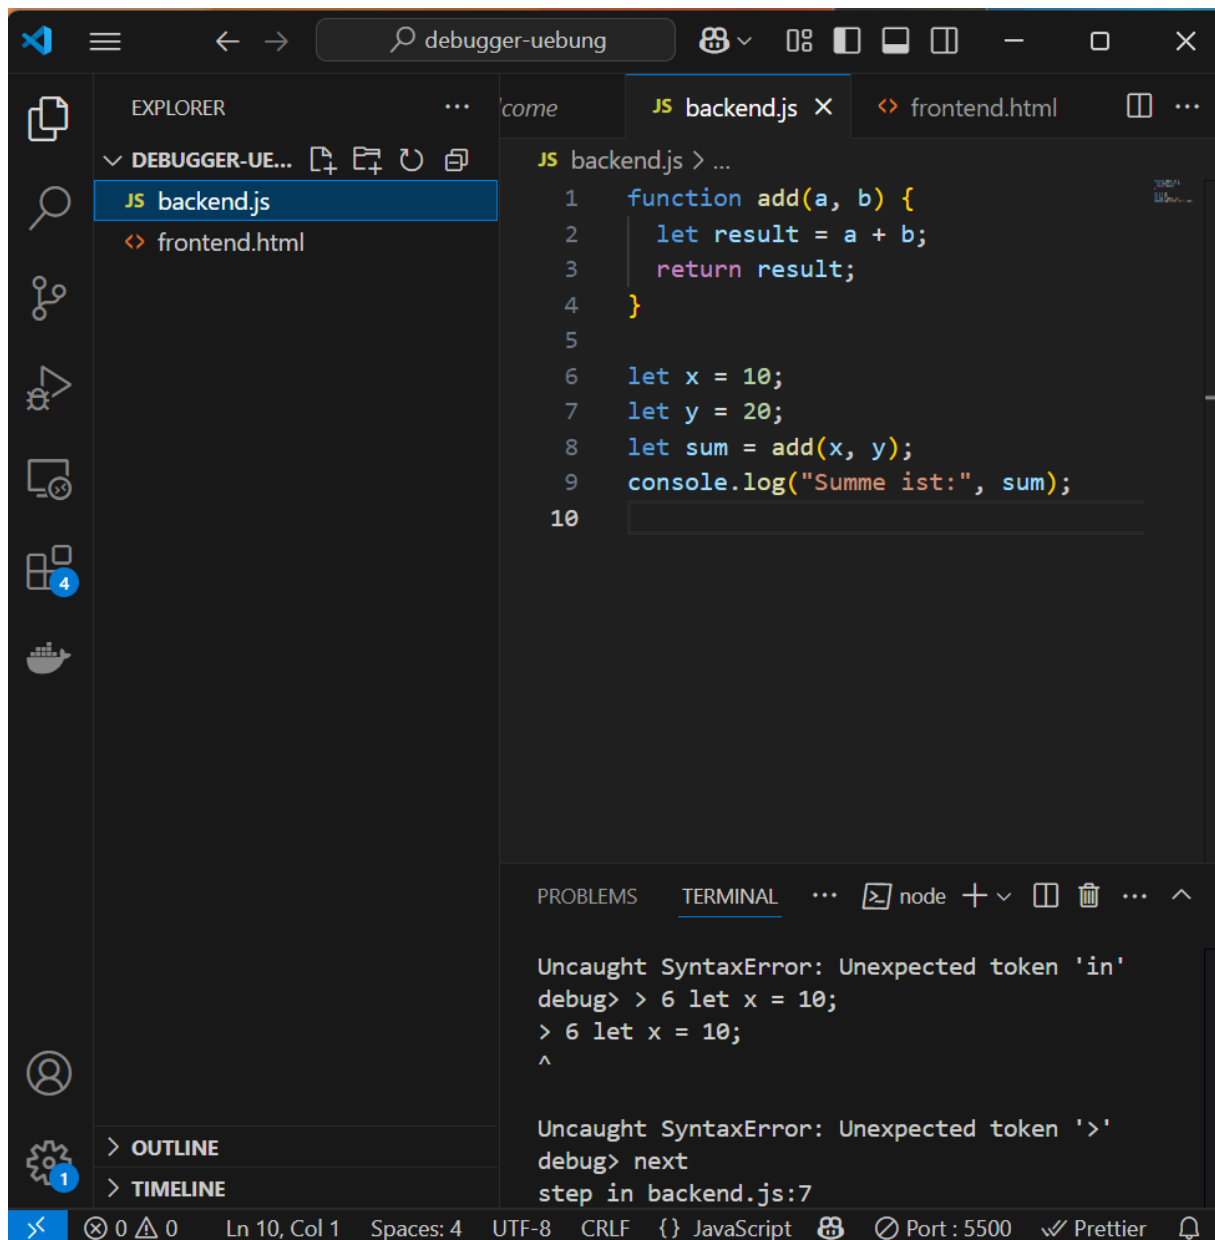 debugger-uebung
EXPLORER
DEBUGGER-UE...
JS backend.js
frontend.html
4
OUTLINE
1
TIMELINE
lcome
JS backend.js
frontend.html
JS backend.js > ...
1 function add(a, b) {
2 let result = a + b;
3 return result;
4 }
5
6 let x = 10;
7 let y = 20;
8 let sum = add(x, y);
9 console.log("Summe ist:", sum);
10
PROBLEMS TERMINAL ... node
Uncaught SyntaxError: Unexpected token 'in'
debug> > 6 let x = 10;
> 6 let x = 10;
^
Uncaught SyntaxError: Unexpected token '>'
debug> next
step in backend.js:7
0 0 Ln 10, Col 1 Spaces: 4 UTF-8 CRLF {} JavaScript Port : 5500 Prettier